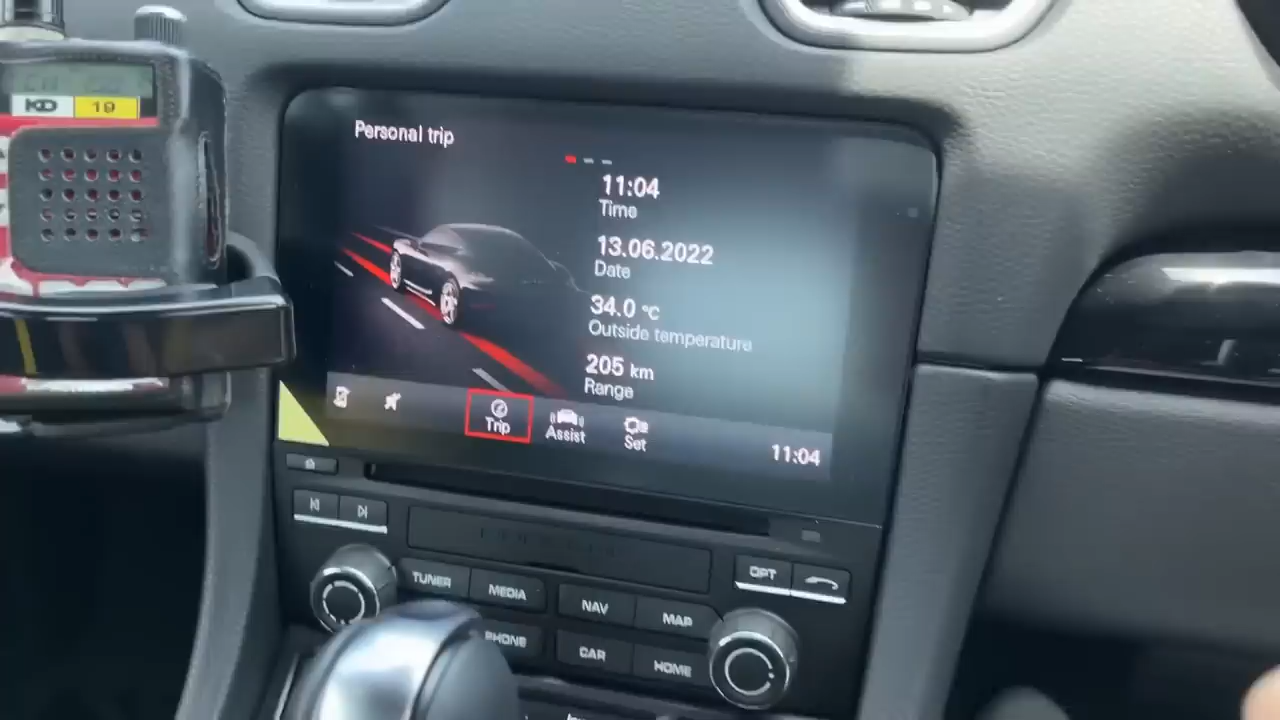 KD 19
Personal trip
11:04
Time
13.06.2022
Date
34.0 °C
Outside temperature
205 km
Range
Trip
Assist
Set
11:04
OPT
TUNER
MEDIA
NAV
MAP
PHONE
CAR
HOME